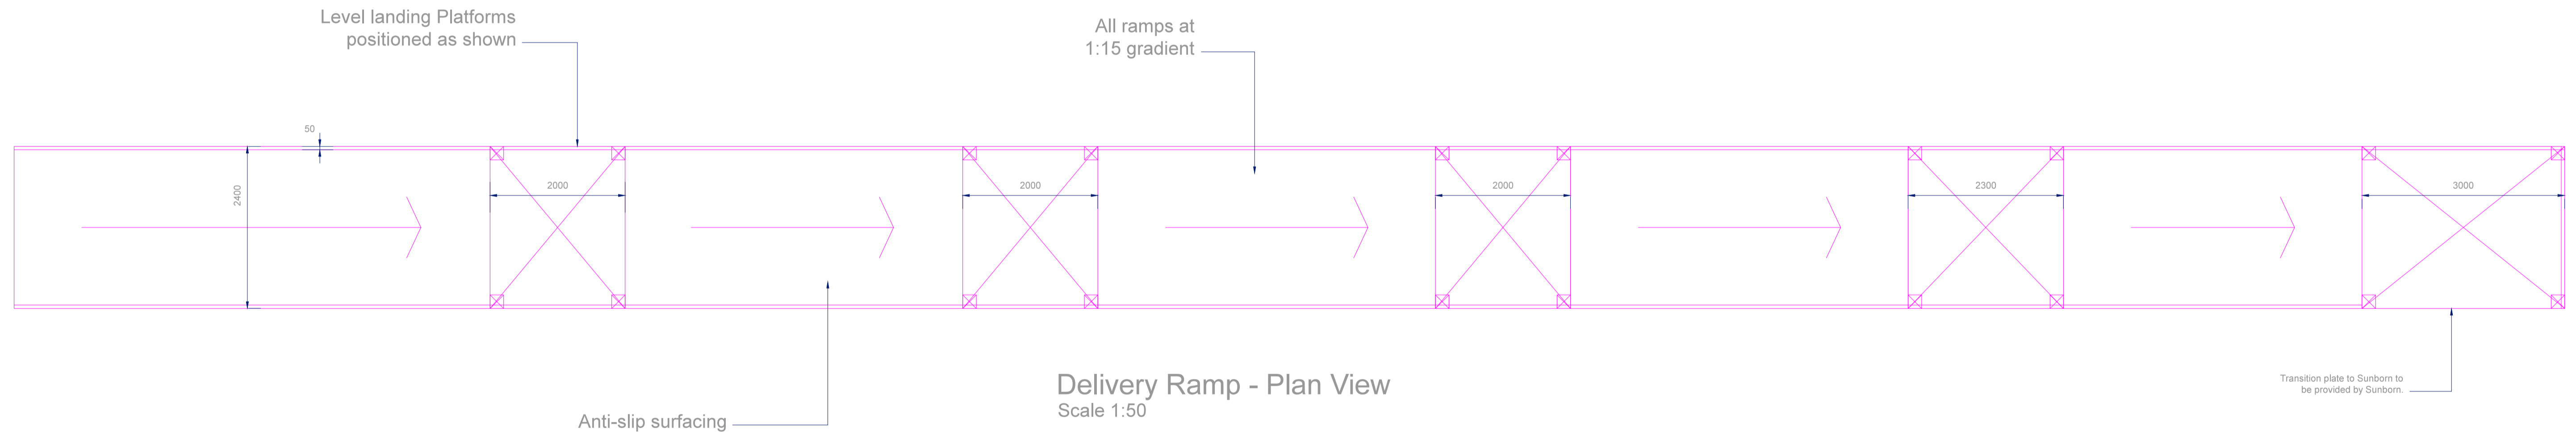 Level landing Platforms
positioned as shown
All ramps at
1:15 gradient
50
2400
2000
2000
2000
2300
3000
Transition plate to Sunborn to
be provided by Sunborn.
Delivery Ramp - Plan View
Scale 1:50
Anti-slip surfacing